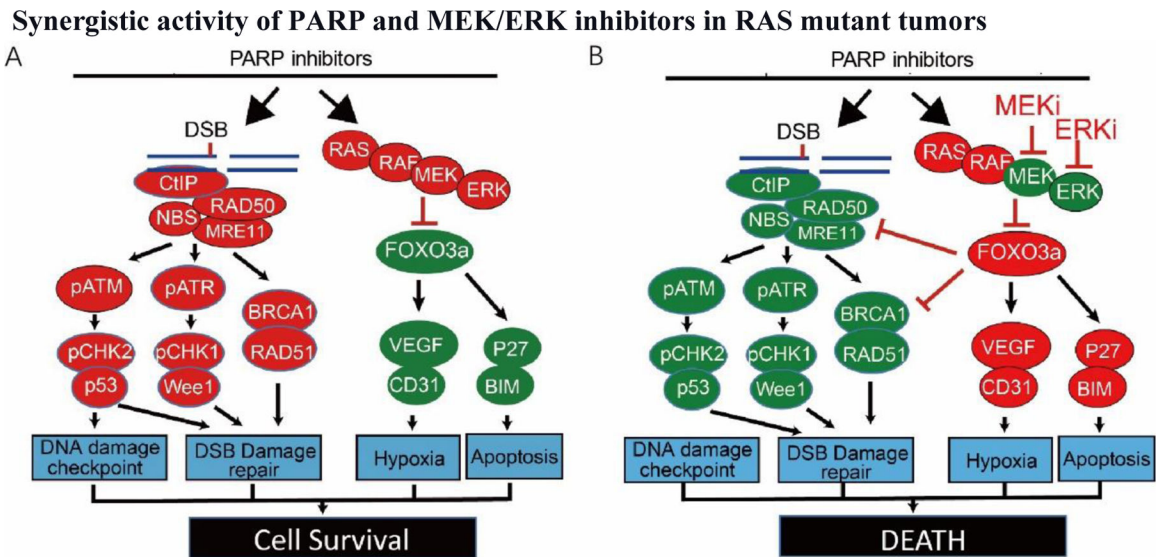 Synergistic activity of PARP and MEK/ERK inhibitors in RAS mutant tumors
A
PARP inhibitors
DSB
RAS
RAF
MEK
ERK
CtIP
RAD50
NBS
MRE11
FOXO3a
pATM
pATR
BRCA1
RAD51
pCHK2
p53
pCHK1
Wee1
VEGF
CD31
P27
BIM
DNA damage
checkpoint
DSB Damage
repair
Hypoxia
Apoptosis
Cell Survival
B
PARP inhibitors
MEKi
ERKi
DSB
RAS
RAF
MEK
ERK
CtIP
RAD50
NBS
MRE11
FOXO3a
pATM
pATR
BRCA1
RAD51
pCHK2
p53
pCHK1
Wee1
VEGF
CD31
P27
BIM
DNA damage
checkpoint
DSB Damage
repair
Hypoxia
Apoptosis
DEATH